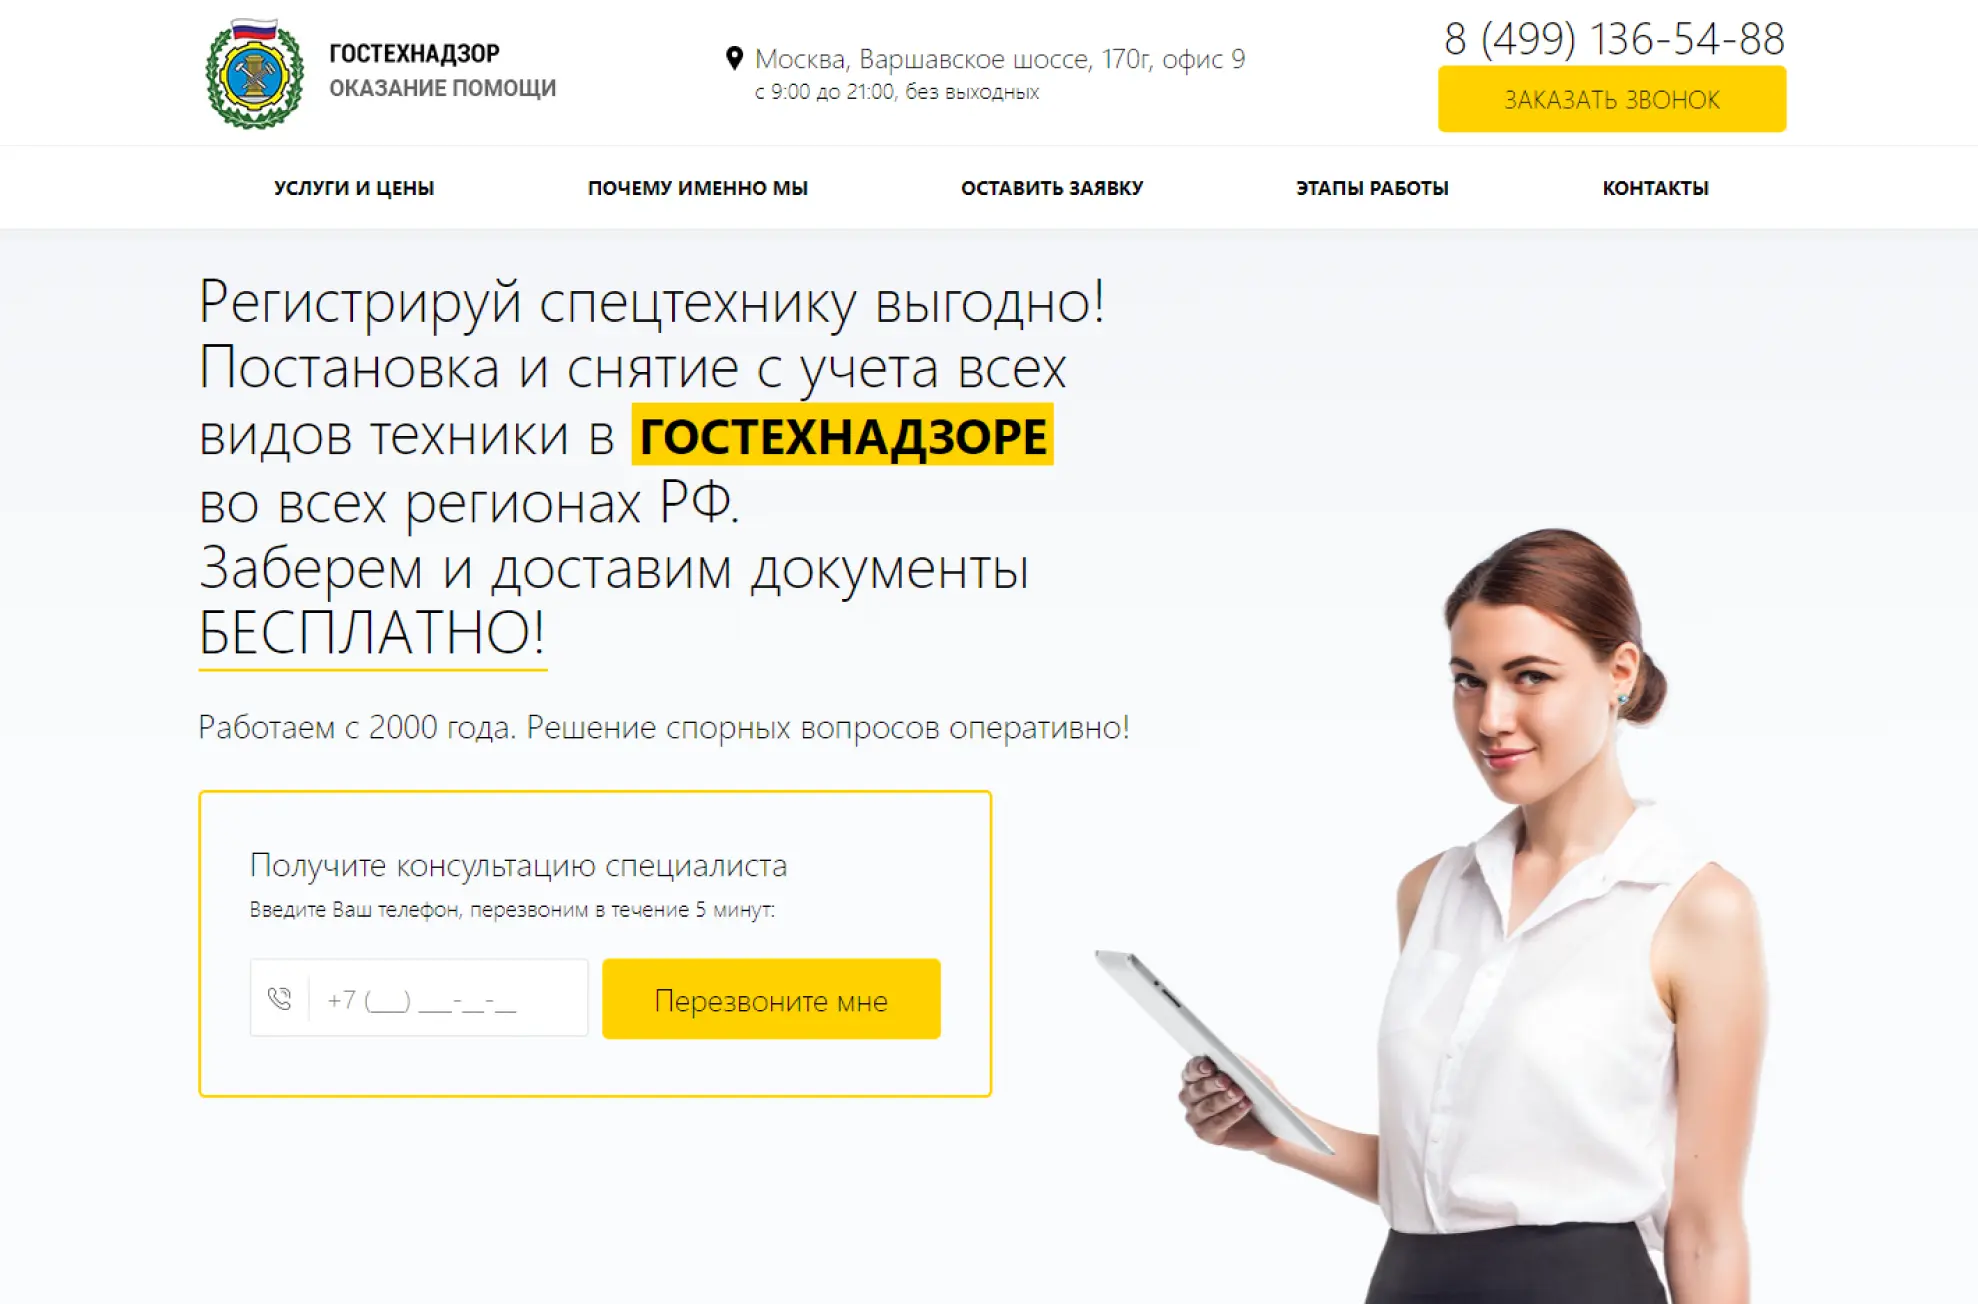 ГОСТЕХНАДЗОР
ОКАЗАНИЕ ПОМОЩИ
Москва, Варшавское шоссе, 170г, офис 9
с 9:00 до 21:00, без выходных
8 (499) 136-54-88
ЗАКАЗАТЬ ЗВОНОК
УСЛУГИ И ЦЕНЫ
ПОЧЕМУ ИМЕННО МЫ
ОСТАВИТЬ ЗАЯВКУ
ЭТАПЫ РАБОТЫ
КОНТАКТЫ
Регистрируй спецтехнику выгодно!
Постановка и снятие с учета всех
видов техники в ГОСТЕХНАДЗОРЕ
во всех регионах РФ.
Заберем и доставим документы
БЕСПЛАТНО!
Работаем с 2000 года. Решение спорных вопросов оперативно!
Получите консультацию специалиста
Введите Ваш телефон, перезвоним в течение 5 минут:
+7 (___) ___-__-__
Перезвоните мне